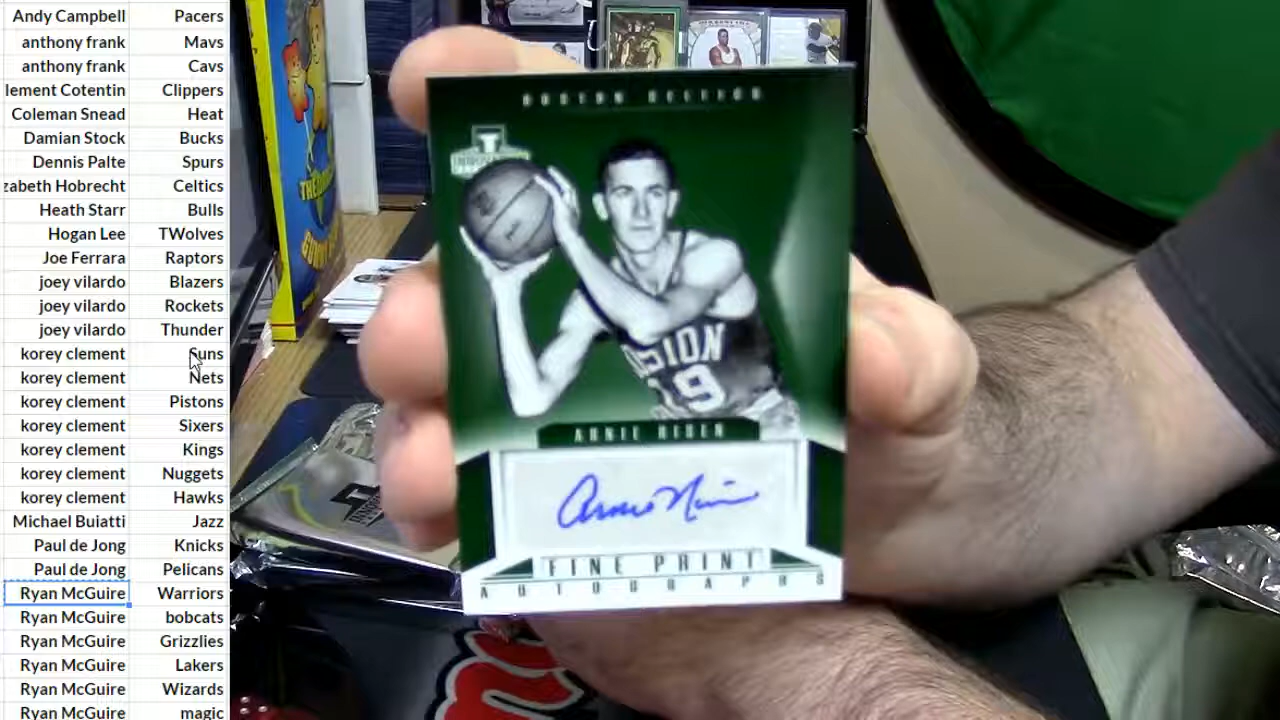 Andy Campbell Pacers
anthony frank Mavs
anthony frank Cavs
lement Cotentin Clippers
Coleman Snead Heat
Damian Stock Bucks
Dennis Palte Spurs
zabeth Hobrecht Celtics
Heath Starr Bulls
Hogan Lee TWolves
Joe Ferrara Raptors
joey vilardo Blazers
joey vilardo Rockets
joey vilardo Thunder
korey clement Suns
korey clement Nets
korey clement Pistons
korey clement Sixers
korey clement Kings
korey clement Nuggets
korey clement Hawks
Michael Buiatti Jazz
Paul de Jong Knicks
Paul de Jong Pelicans
Ryan McGuire Warriors
Ryan McGuire bobcats
Ryan McGuire Grizzlies
Ryan McGuire Lakers
Ryan McGuire Wizards
Ryan McGuire magic
BOSTON CELTICS
OSTON
19
ARNIE RISEN
FINE PRINT
AUTOGRAPHS